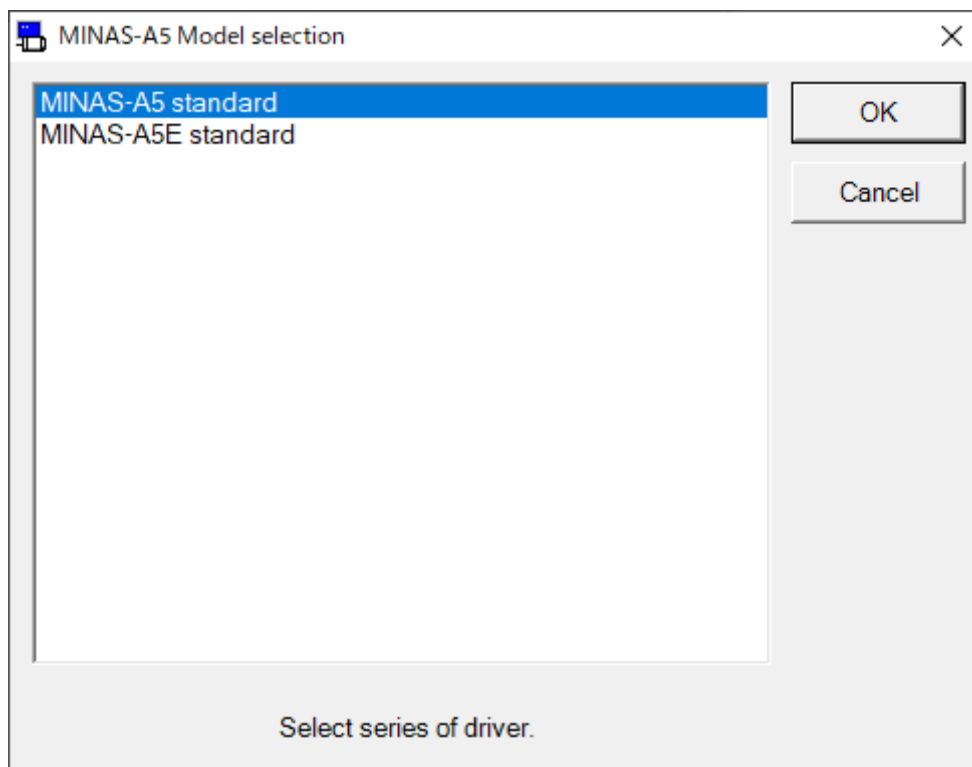 MINAS-A5 Model selection
MINAS-A5 standard
MINAS-A5E standard
OK
Cancel
Select series of driver.